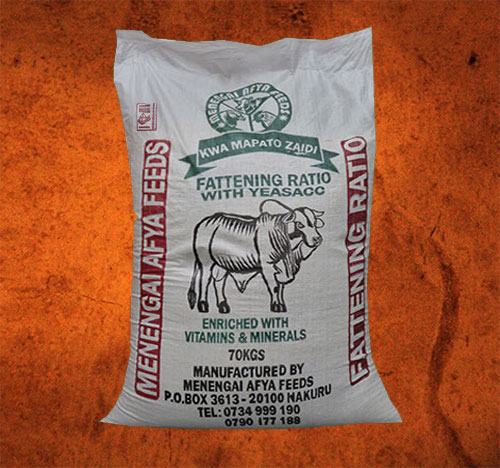 MENENGAI AFYA FEEDS
KWA MAPATO ZAIDI
FATTENING RATIO
WITH YEASACC
MENENGAI AFYA FEEDS
FATTENING RATIO
ENRICHED WITH
VITAMINS & MINERALS
70KGS
MANUFACTURED BY
MENENGAI AFYA FEEDS
P.O.BOX 3613 - 20100 NAKURU
TEL: 0734 999 190
0790 177 188